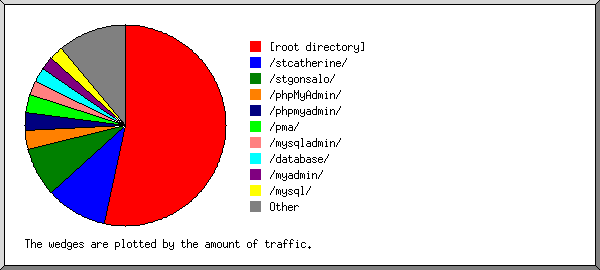 [root directory]
/stcatherine/
/stgonsalo/
/phpMyAdmin/
/phpmyadmin/
/pma/
/mysqladmin/
/database/
/myadmin/
/mysql/
Other
The wedges are plotted by the amount of traffic.